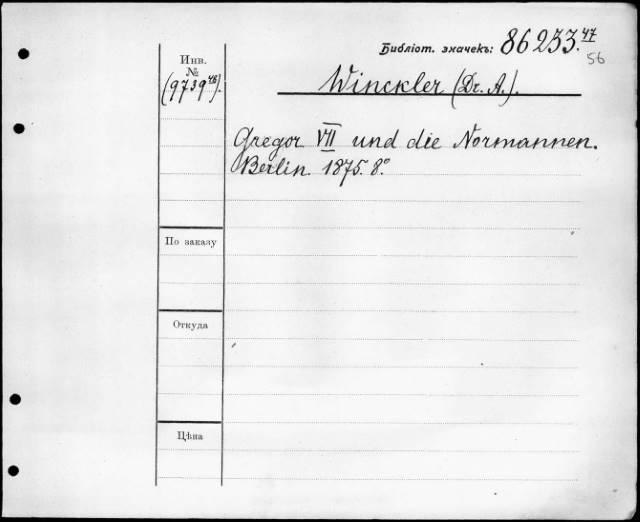 Библіот. значекъ: 86253.47
56
Инв.
№
(9739 46).
Winckler (Dr. A.).
Gregor VII und die Normannen.
Berlin. 1875. 8.°
По заказу
Откуда
Цѣна